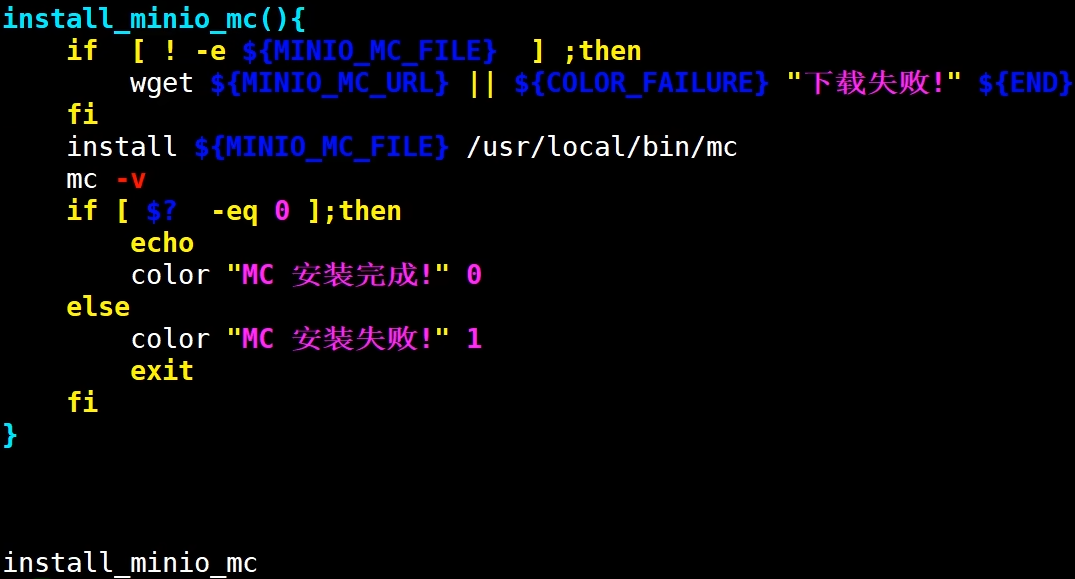 install_minio_mc(){
    if  [ ! -e ${MINIO_MC_FILE}  ] ;then
        wget ${MINIO_MC_URL} || ${COLOR_FAILURE} "下载失败!" ${END}
    fi
    install ${MINIO_MC_FILE} /usr/local/bin/mc
    mc -v
    if [ $?  -eq 0 ];then
        echo
        color "MC 安装完成!" 0
    else
        color "MC 安装失败!" 1
        exit
    fi
}
install_minio_mc